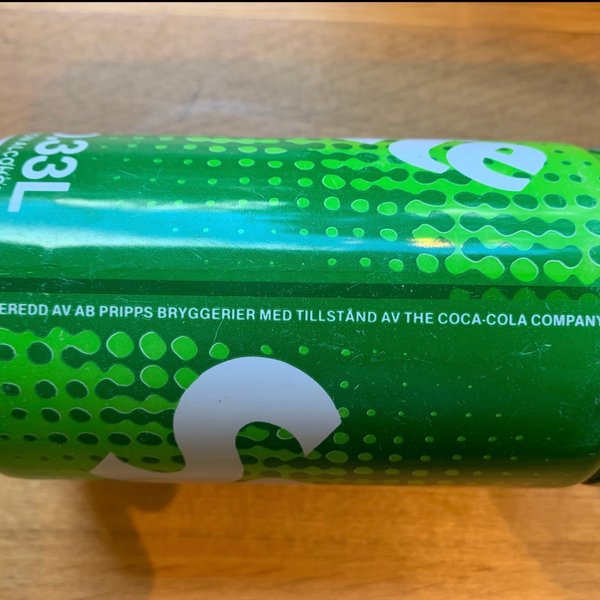 EREDD AV AB PRIPPS BRYGGERIER MED TILLSTÅND AV THE COCA-COLA COMPANY
33L
S
e